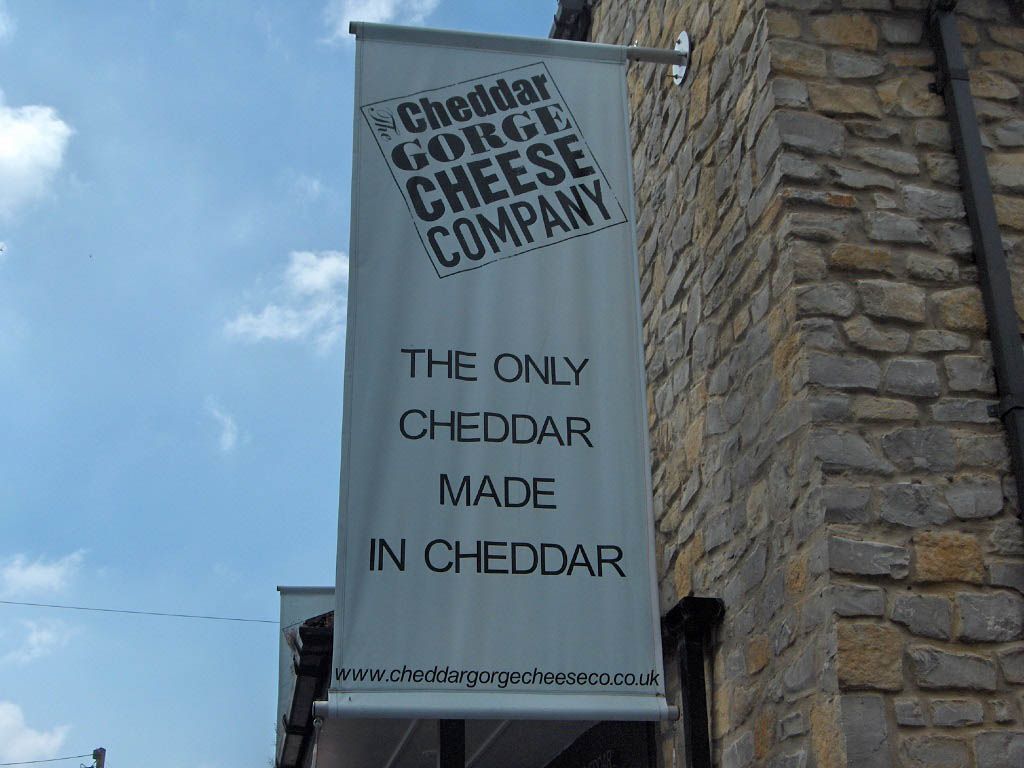 The
Cheddar
GORGE
CHEESE
COMPANY
THE ONLY
CHEDDAR
MADE
IN CHEDDAR
www.cheddargorgecheeseco.co.uk